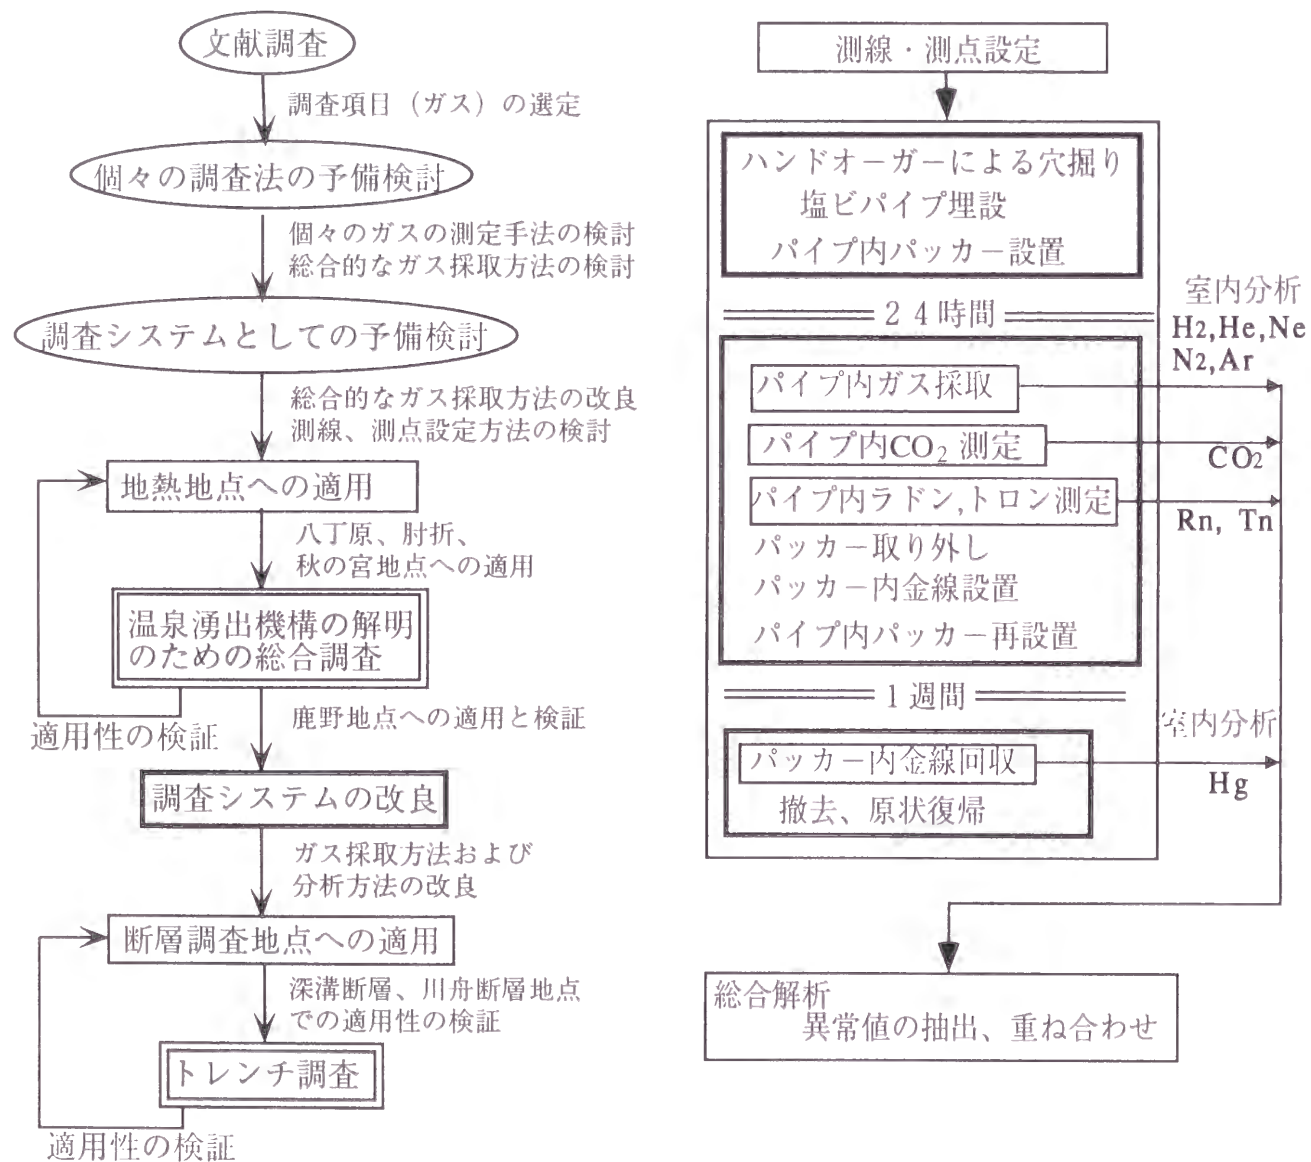 文献調査
調査項目（ガス）の選定
個々の調査法の予備検討
個々のガスの測定手法の検討
総合的なガス採取方法の検討
調査システムとしての予備検討
総合的なガス採取方法の改良
測線、測点設定方法の検討
地熱地点への適用
八丁原、肘折、
秋の宮地点への適用
温泉湧出機構の解明
のための総合調査
適用性の検証
鹿野地点への適用と検証
調査システムの改良
ガス採取方法および
分析方法の改良
断層調査地点への適用
深溝断層、川舟断層地点
での適用性の検証
トレンチ調査
適用性の検証
測線・測点設定
ハンドオーガーによる穴掘り
塩ビパイプ埋設
パイプ内パッカー設置
２４時間
室内分析
H2,He,Ne
N2,Ar
パイプ内ガス採取
パイプ内CO₂ 測定
CO2
パイプ内ラドン,トロン測定
Rn, Tn
パッカー取り外し
パッカー内金線設置
パイプ内パッカー再設置
１週間
室内分析
パッカー内金線回収
Hg
撤去、原状復帰
総合解析
異常値の抽出、重ね合わせ